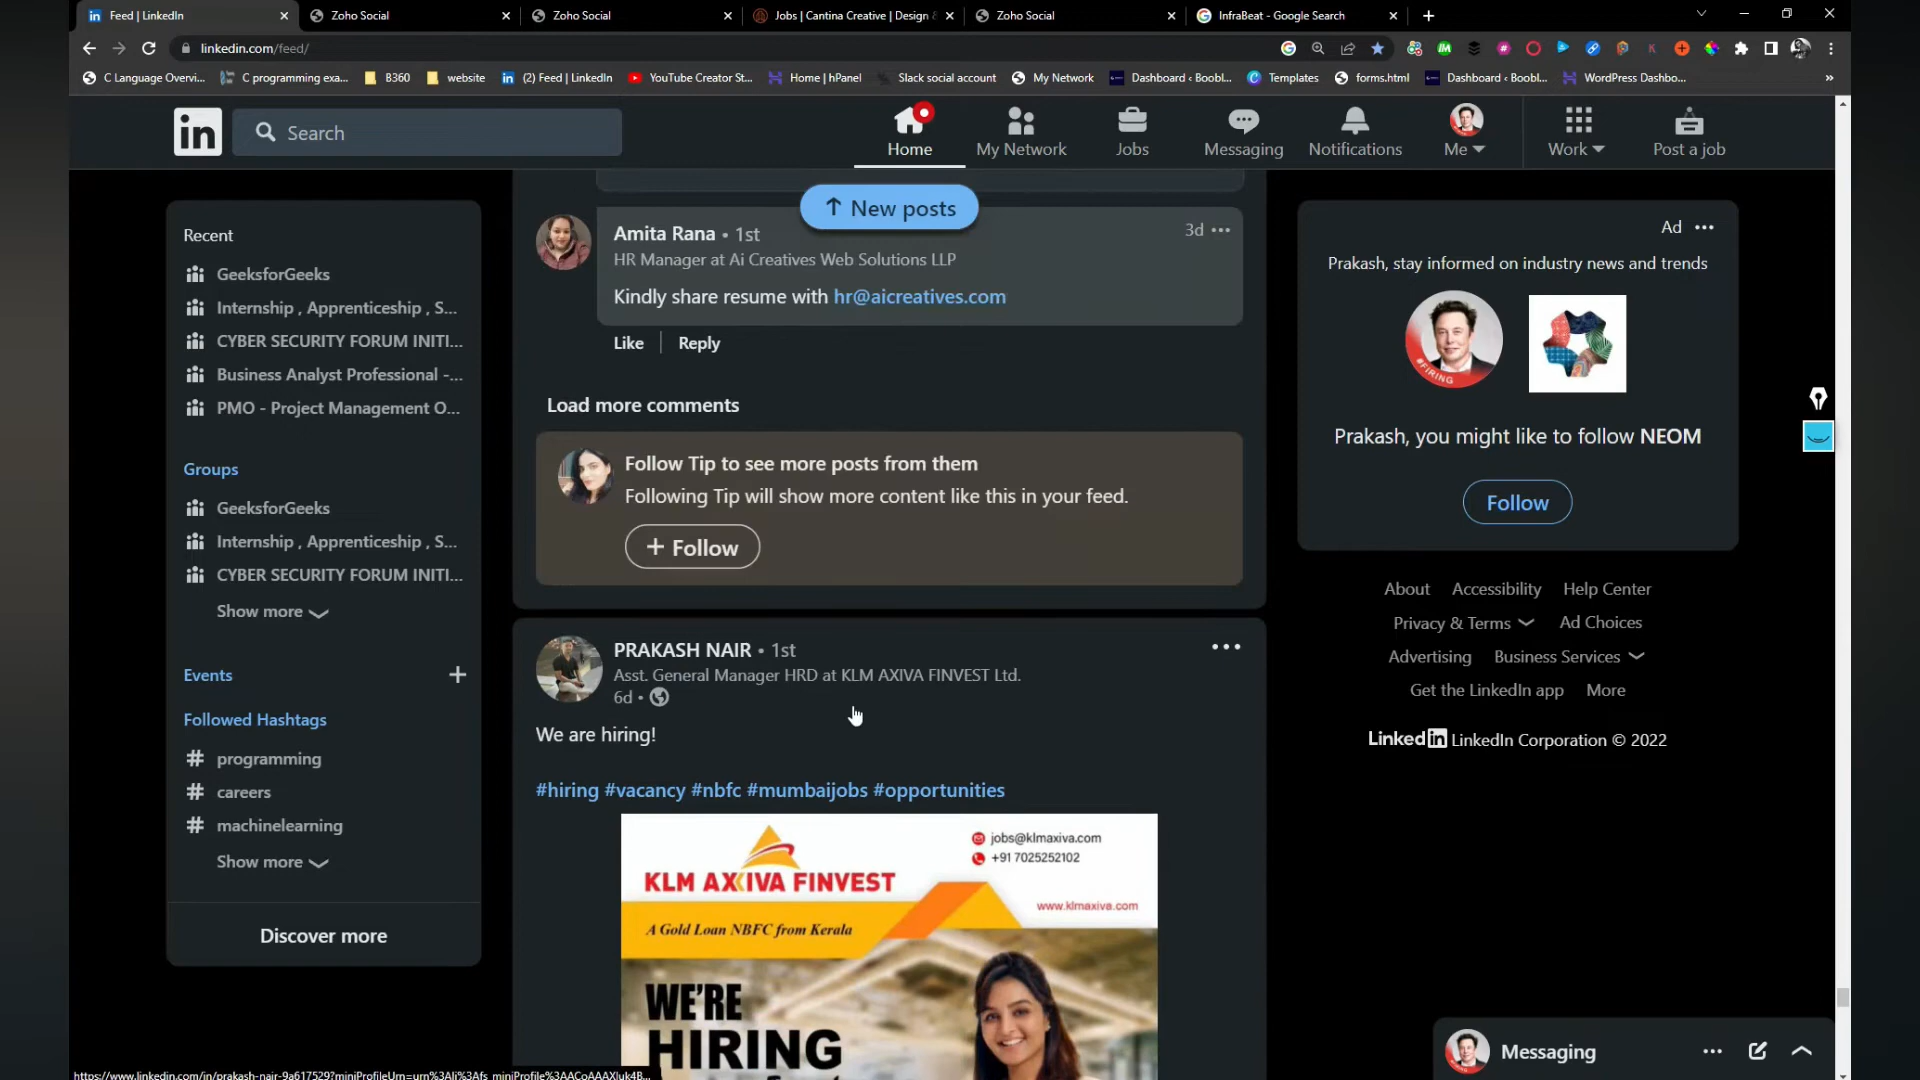 Feed | LinkedIn
Zoho Social
Zoho Social
Jobs | Cantina Creative | Design &
Zoho Social
InfraBeat - Google Search
linkedin.com/feed/
C Language Overvi...
C programming exa...
B360
website
(2) Feed | LinkedIn
YouTube Creator St...
Home | hPanel
Slack social account
My Network
Dashboard ‹ Boobl...
Templates
forms.html
Dashboard ‹ Boobl...
WordPress Dashbo...
in
Search
Home
My Network
Jobs
Messaging
Notifications
Me
Work
Post a job
Recent
GeeksforGeeks
Internship , Apprenticeship , S...
CYBER SECURITY FORUM INITI...
Business Analyst Professional -...
PMO - Project Management O...
Groups
GeeksforGeeks
Internship , Apprenticeship , S...
CYBER SECURITY FORUM INITI...
Show more
Events
Followed Hashtags
# programming
# careers
# machinelearning
Show more
Discover more
↑ New posts
Amita Rana • 1st
3d •••
HR Manager at Ai Creatives Web Solutions LLP
Kindly share resume with hr@aicreatives.com
Like
Reply
Load more comments
Follow Tip to see more posts from them
Following Tip will show more content like this in your feed.
+ Follow
PRAKASH NAIR • 1st
Asst. General Manager HRD at KLM AXIVA FINVEST Ltd.
6d •
We are hiring!
#hiring #vacancy #nbfc #mumbaijobs #opportunities
jobs@klmaxiva.com
+91 7025252102
KLM AXIVA FINVEST
www.klmaxiva.com
A Gold Loan NBFC from Kerala
WE'RE
HIRING
Ad •••
Prakash, stay informed on industry news and trends
#FIRING
Prakash, you might like to follow NEOM
Follow
About
Accessibility
Help Center
Privacy & Terms
Ad Choices
Advertising
Business Services
Get the LinkedIn app
More
LinkedIn LinkedIn Corporation © 2022
Messaging